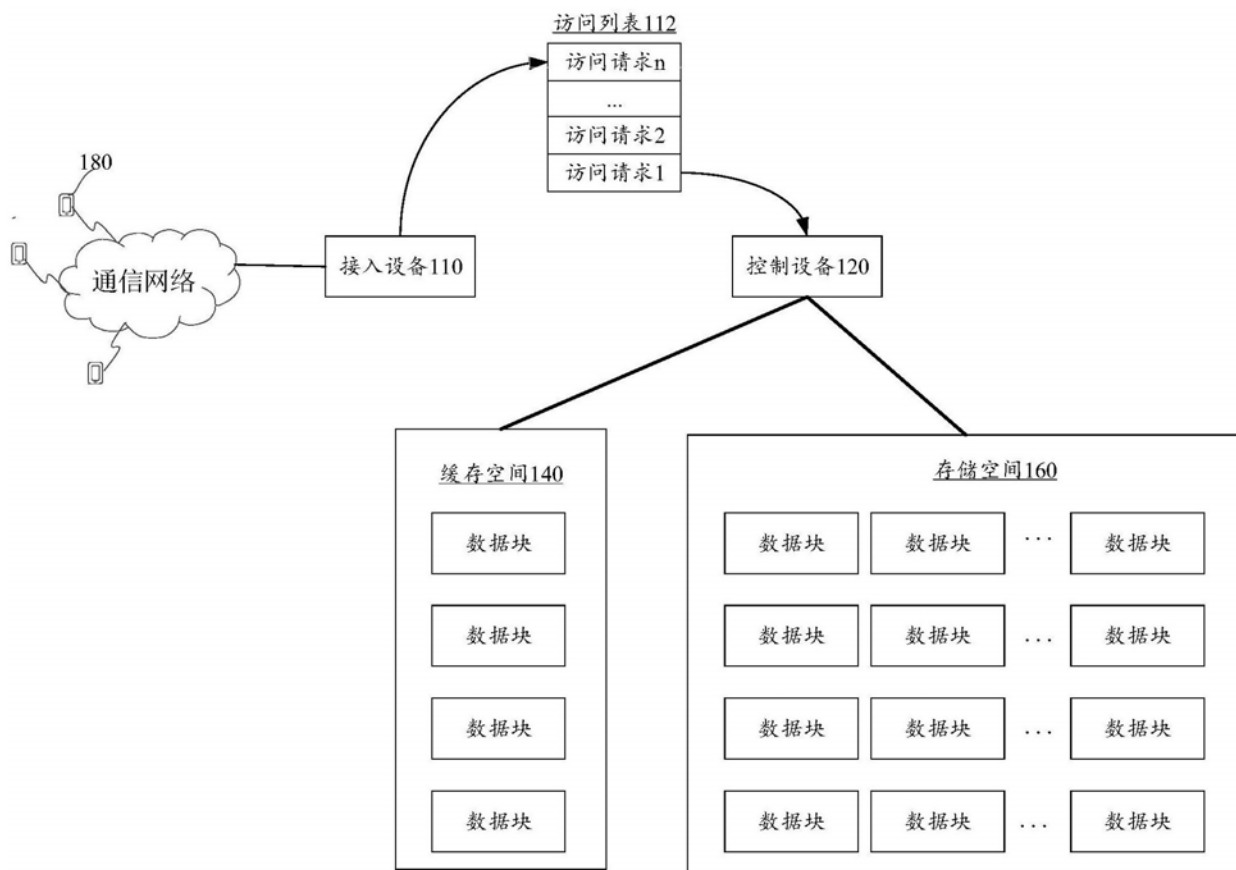 访问列表112
访问请求n
...
访问请求2
访问请求1
180
通信网络
接入设备110
控制设备120
缓存空间140
数据块
数据块
数据块
数据块
存储空间160
数据块 数据块 ... 数据块
数据块 数据块 ... 数据块
数据块 数据块 ... 数据块
数据块 数据块 ... 数据块